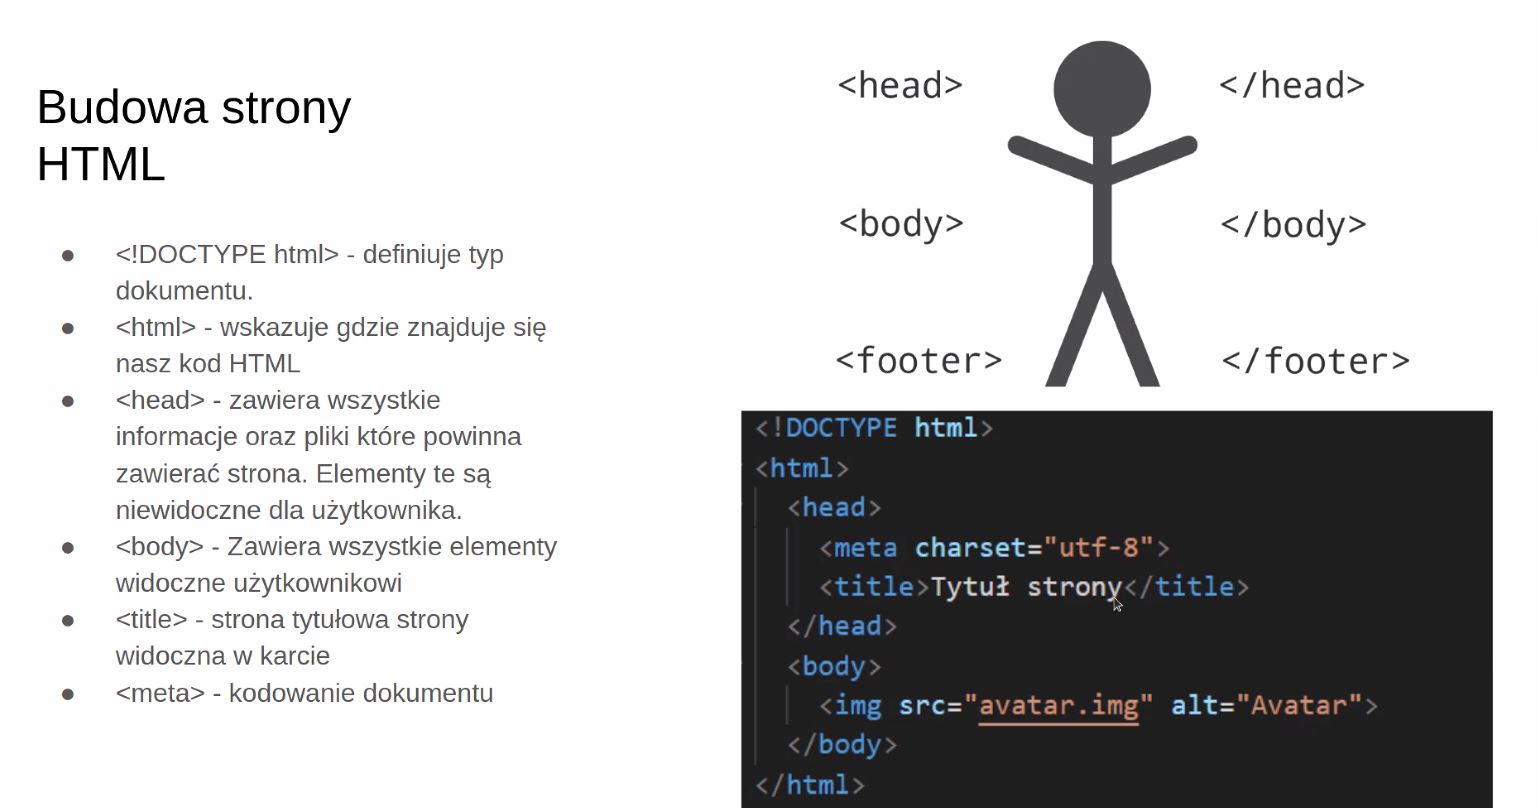 Budowa strony
HTML
● <!DOCTYPE html> - definiuje typ
dokumentu.
● <html> - wskazuje gdzie znajduje się
nasz kod HTML
● <head> - zawiera wszystkie
informacje oraz pliki które powinna
zawierać strona. Elementy te są
niewidoczne dla użytkownika.
● <body> - Zawiera wszystkie elementy
widoczne użytkownikowi
● <title> - strona tytułowa strony
widoczna w karcie
● <meta> - kodowanie dokumentu
<head> </head>
<body> </body>
<footer> </footer>
<!DOCTYPE html>
<html>
<head>
<meta charset="utf-8">
<title>Tytuł strony</title>
</head>
<body>
<img src="avatar.img" alt="Avatar">
</body>
</html>